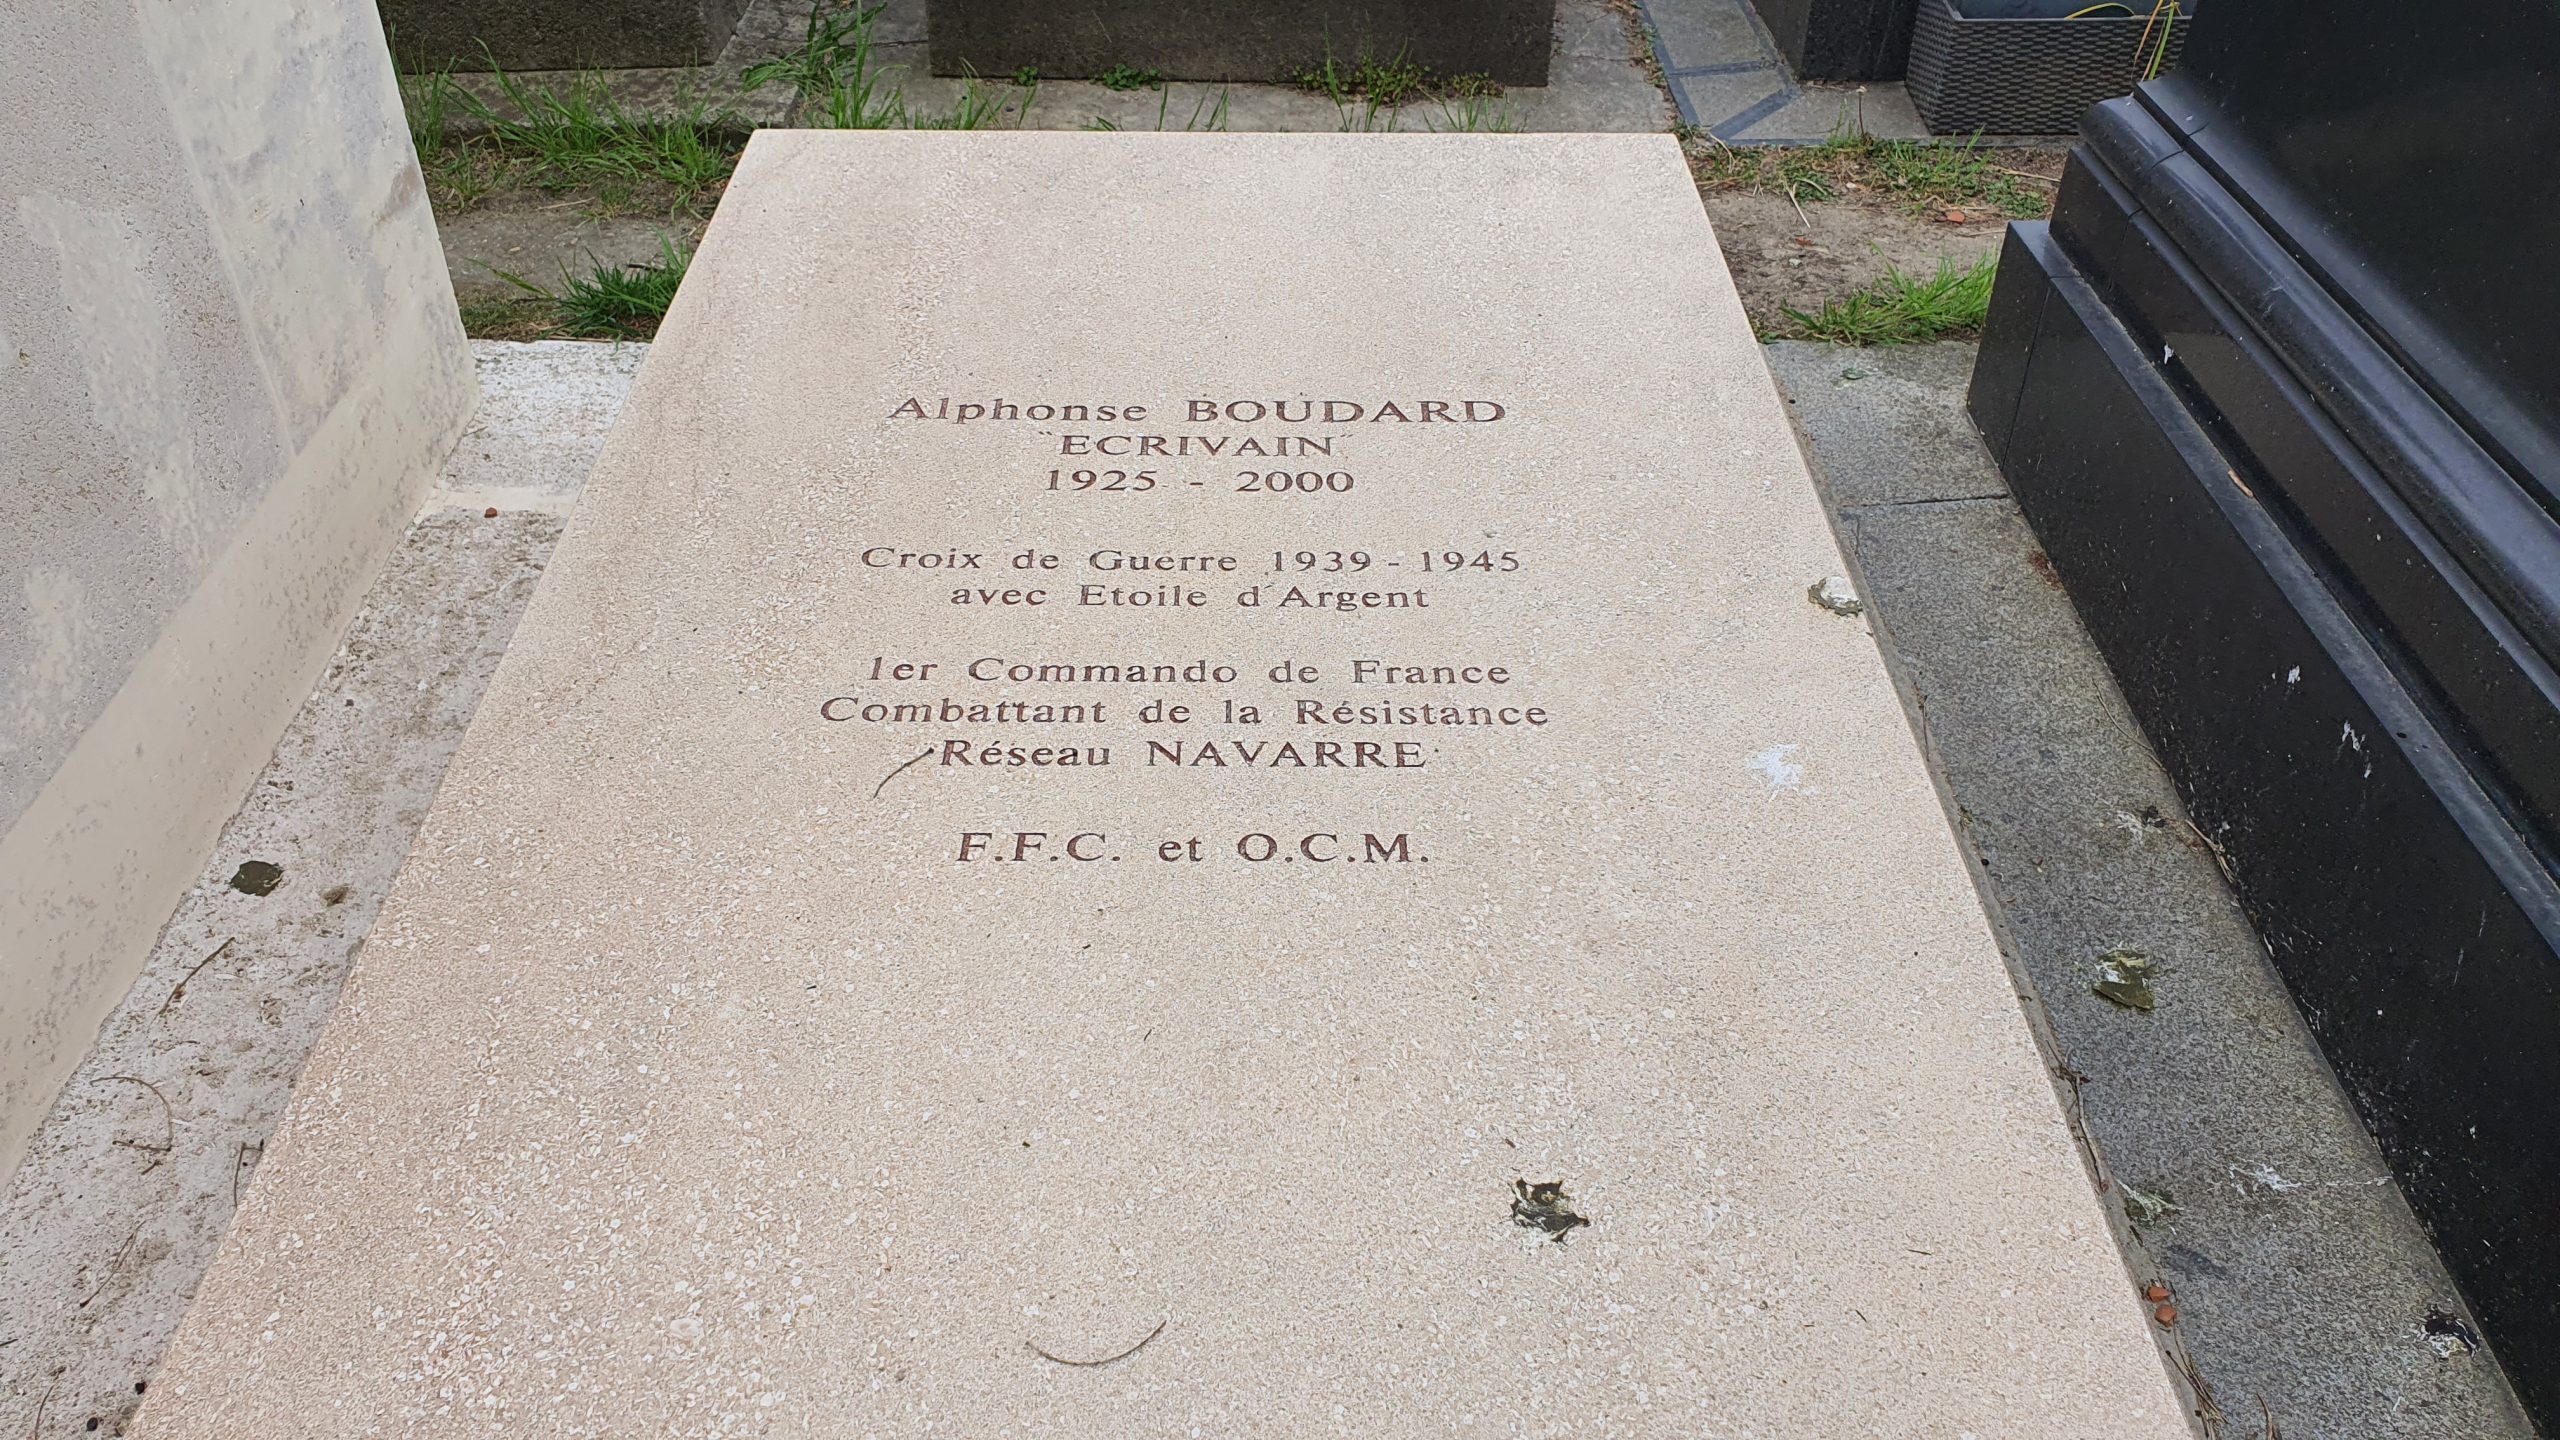 Alphonse BOUDARD
"ECRIVAIN"
1925 - 2000
Croix de Guerre 1939 - 1945
avec Etoile d'Argent
1er Commando de France
Combattant de la Résistance
Réseau NAVARRE
F.F.C. et O.C.M.